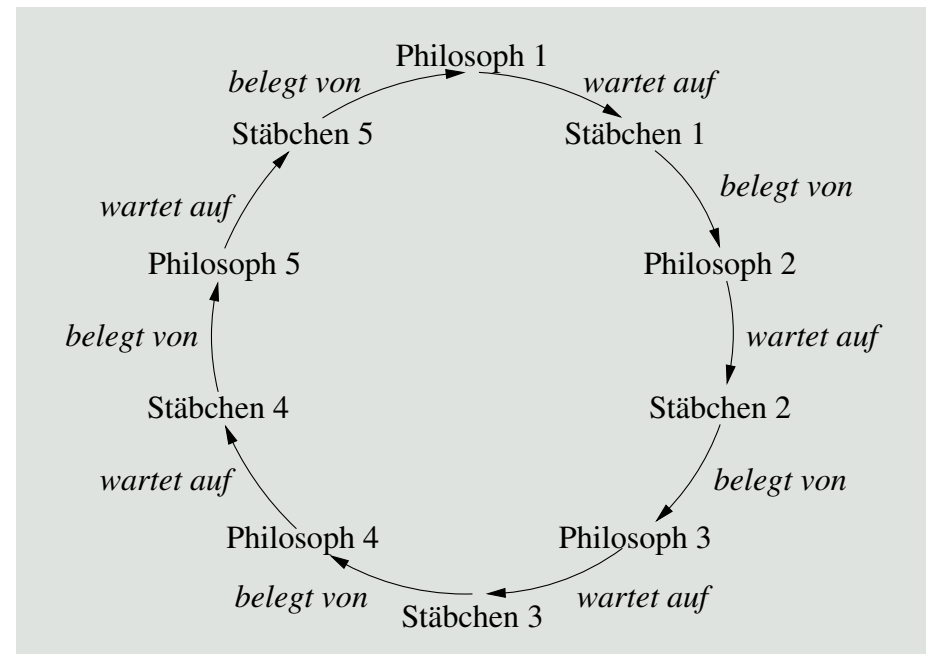 Philosoph 1
belegt von
wartet auf
Stäbchen 5
Stäbchen 1
belegt von
wartet auf
Philosoph 5
Philosoph 2
belegt von
wartet auf
Stäbchen 4
Stäbchen 2
wartet auf
belegt von
Philosoph 4
Philosoph 3
belegt von
wartet auf
Stäbchen 3